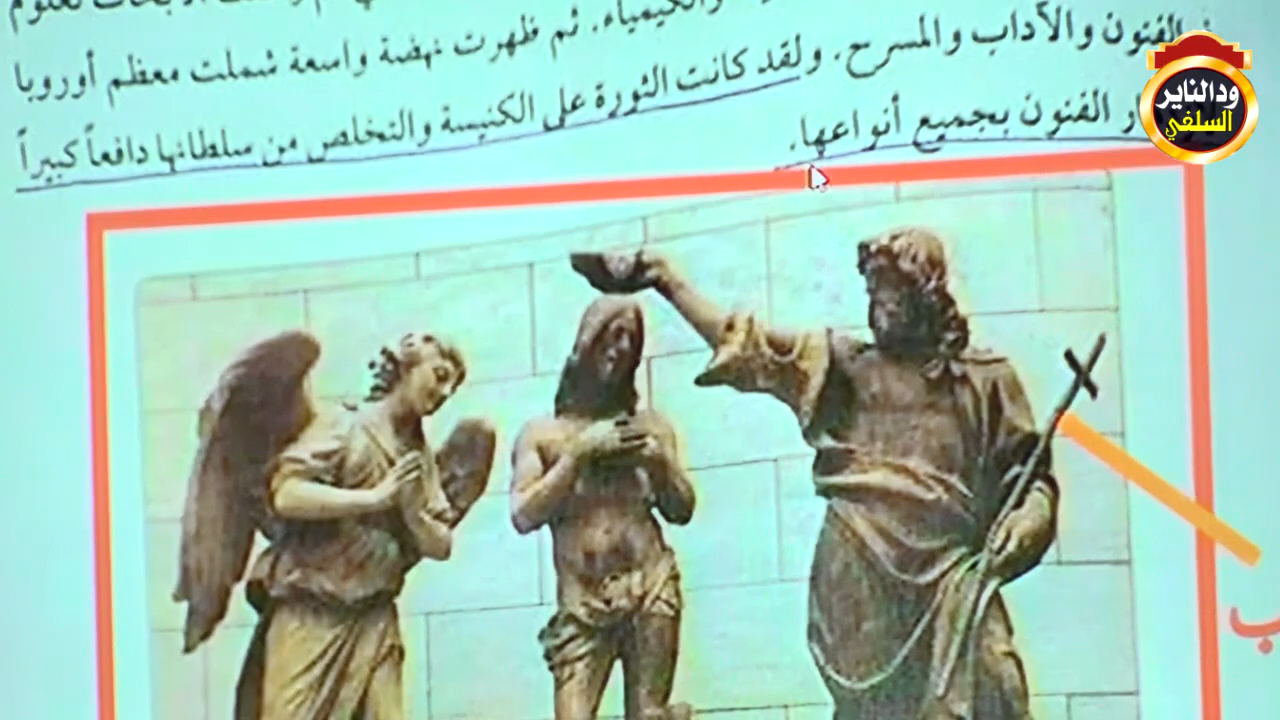 والكيمياء. ثم ظهرت نهضة واسعة شملت معظم أوروبا
الفنون والآداب والمسرح. ولقد كانت الثورة على الكنيسة والتخلص من سلطانها دافعاً كبيراً
الفنون بجميع أنواعها.
ودالناير
السلفي
ب